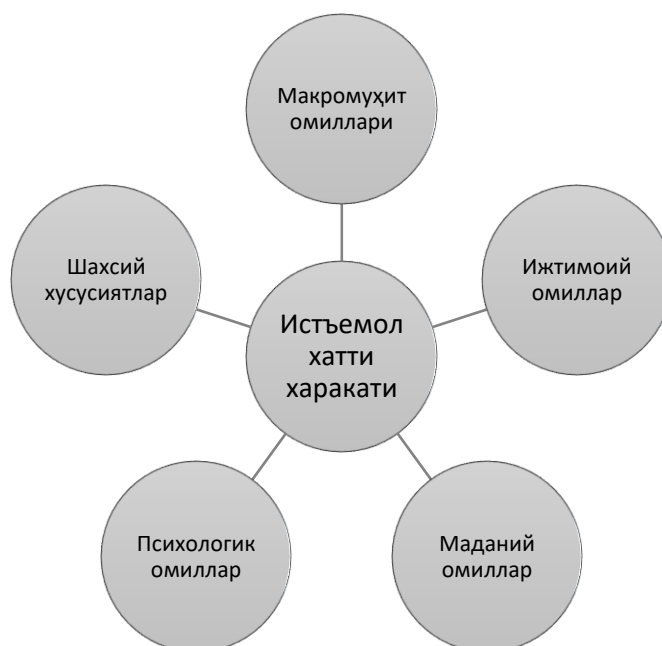 Макромуҳит
омиллари
Шахсий
хусусиятлар
Ижтимоий
омиллар
Истъемол
хатти
харакати
Психологик
омиллар
Маданий
омиллар